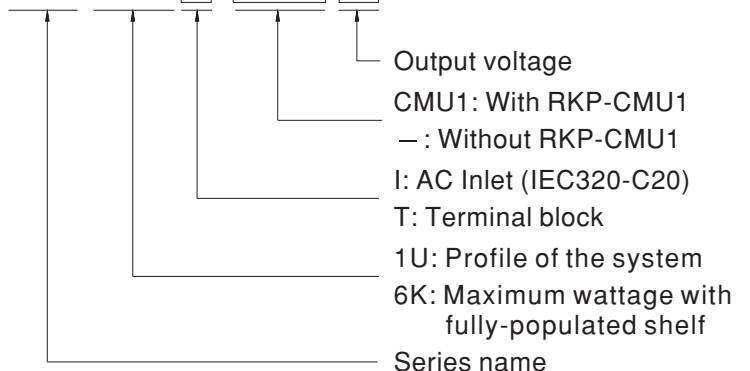 Output voltage
CMU1: With RKP-CMU1
–: Without RKP-CMU1
I: AC Inlet (IEC320-C20)
T: Terminal block
1U: Profile of the system
6K: Maximum wattage with
fully-populated shelf
Series name